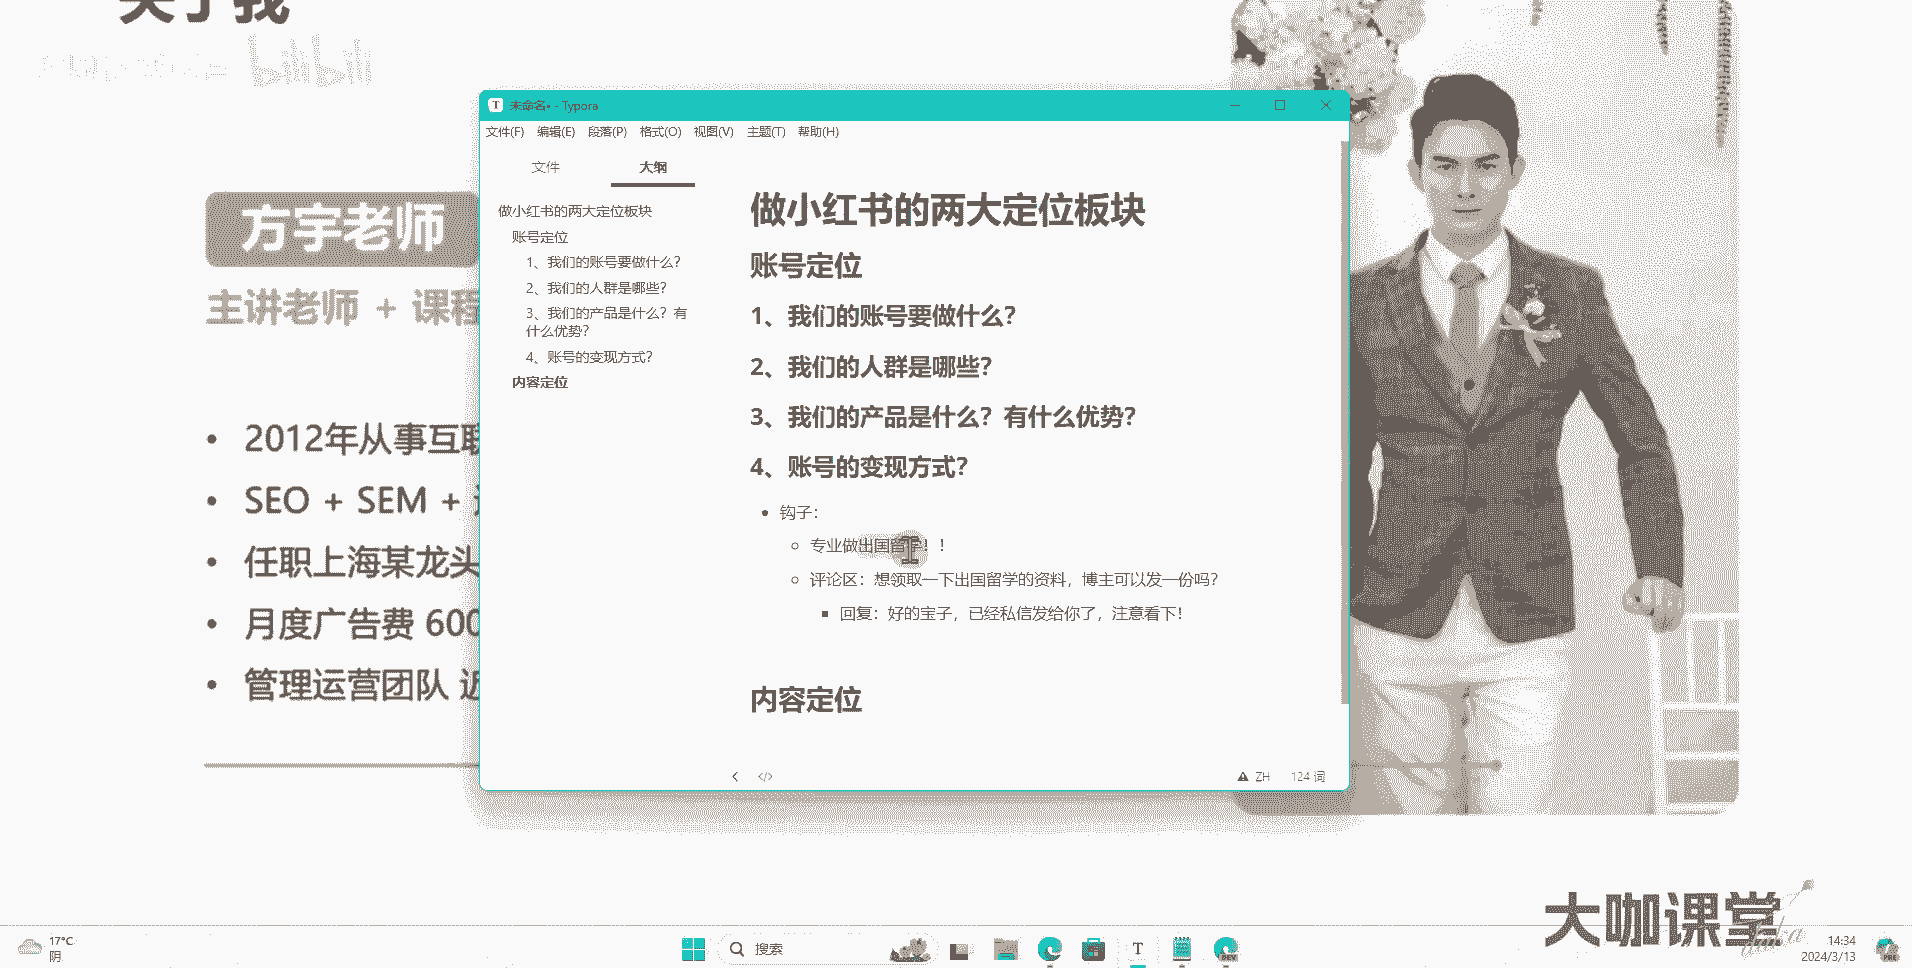 关于我
bilibili
方宇老师
主讲老师 + 课程
2012年从事互联
SEO + SEM +
任职上海某龙头
月度广告费 600
管理运营团队 近
未命名• - Typora
文件(F) 编辑(E) 段落(P) 格式(O) 视图(V) 主题(T) 帮助(H)
文件 大纲
做小红书的两大定位板块
账号定位
1、我们的账号要做什么？
2、我们的人群是哪些？
3、我们的产品是什么？有
什么优势？
4、账号的变现方式？
内容定位
做小红书的两大定位板块
账号定位
1、我们的账号要做什么？
2、我们的人群是哪些？
3、我们的产品是什么？有什么优势？
4、账号的变现方式？
钩子：
专业做出国留学！！
评论区：想领取一下出国留学的资料，博主可以发一份吗？
回复：好的宝子，已经私信发给你了，注意看下！
内容定位
ZH 124 词
大咖课堂
17°C
阴
搜索
DEV
14:34
2024/3/13
PRE